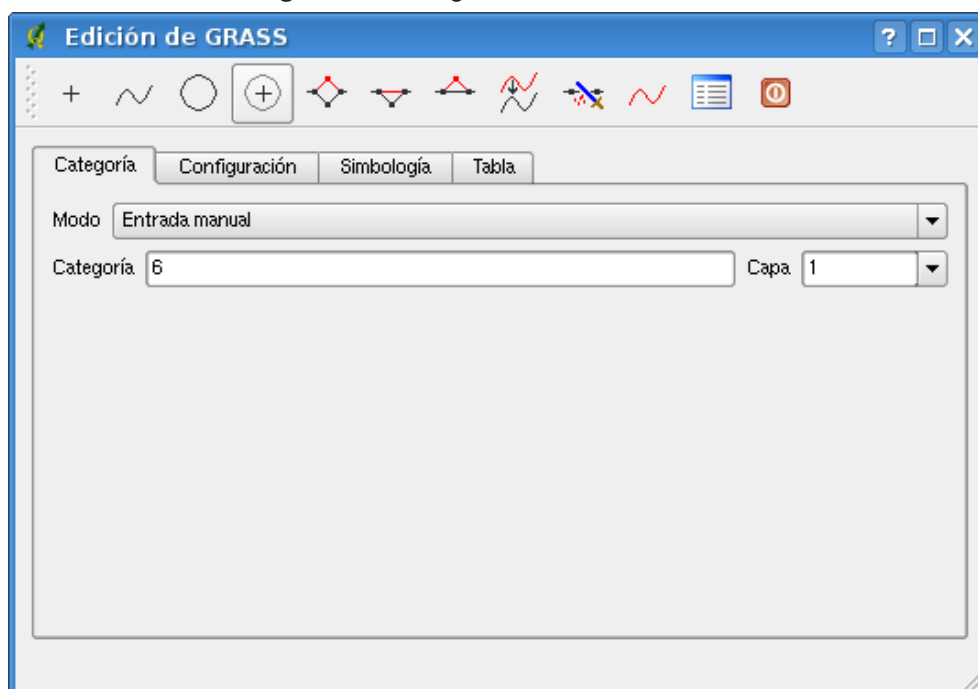 Edición de GRASS
Categoría Configuración Simbología Tabla
Modo Entrada manual
Categoría 6 Capa 1